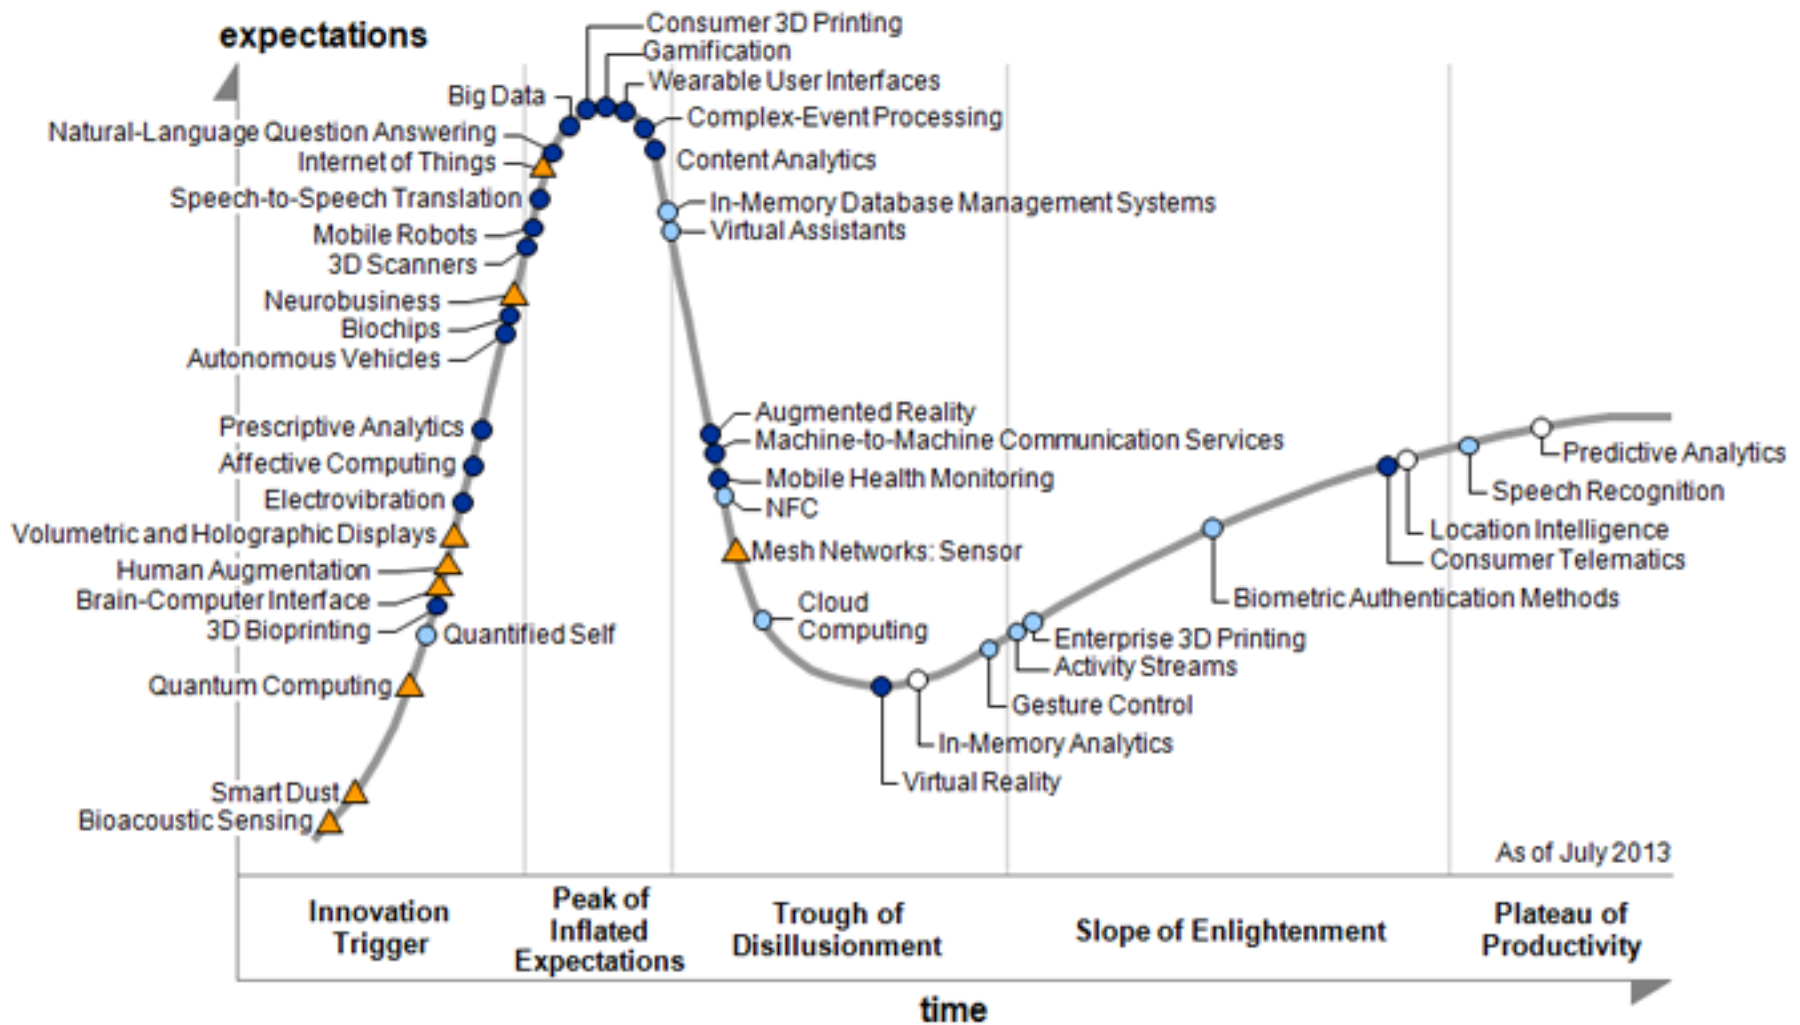 expectations
Consumer 3D Printing
Gamification
Wearable User Interfaces
Big Data
Complex-Event Processing
Natural-Language Question Answering
Internet of Things
Content Analytics
Speech-to-Speech Translation
In-Memory Database Management Systems
Mobile Robots
Virtual Assistants
3D Scanners
Neurobusiness
Biochips
Autonomous Vehicles
Augmented Reality
Prescriptive Analytics
Machine-to-Machine Communication Services
Affective Computing
Mobile Health Monitoring
Electrovibration
NFC
Volumetric and Holographic Displays
Mesh Networks: Sensor
Human Augmentation
Brain-Computer Interface
3D Bioprinting
Quantified Self
Cloud
Computing
Quantum Computing
Smart Dust
Bioacoustic Sensing
Predictive Analytics
Speech Recognition
Location Intelligence
Consumer Telematics
Biometric Authentication Methods
Enterprise 3D Printing
Activity Streams
Gesture Control
In-Memory Analytics
Virtual Reality
As of July 2013
Innovation
Trigger
Peak of
Inflated
Expectations
Trough of
Disillusionment
Slope of Enlightenment
Plateau of
Productivity
time